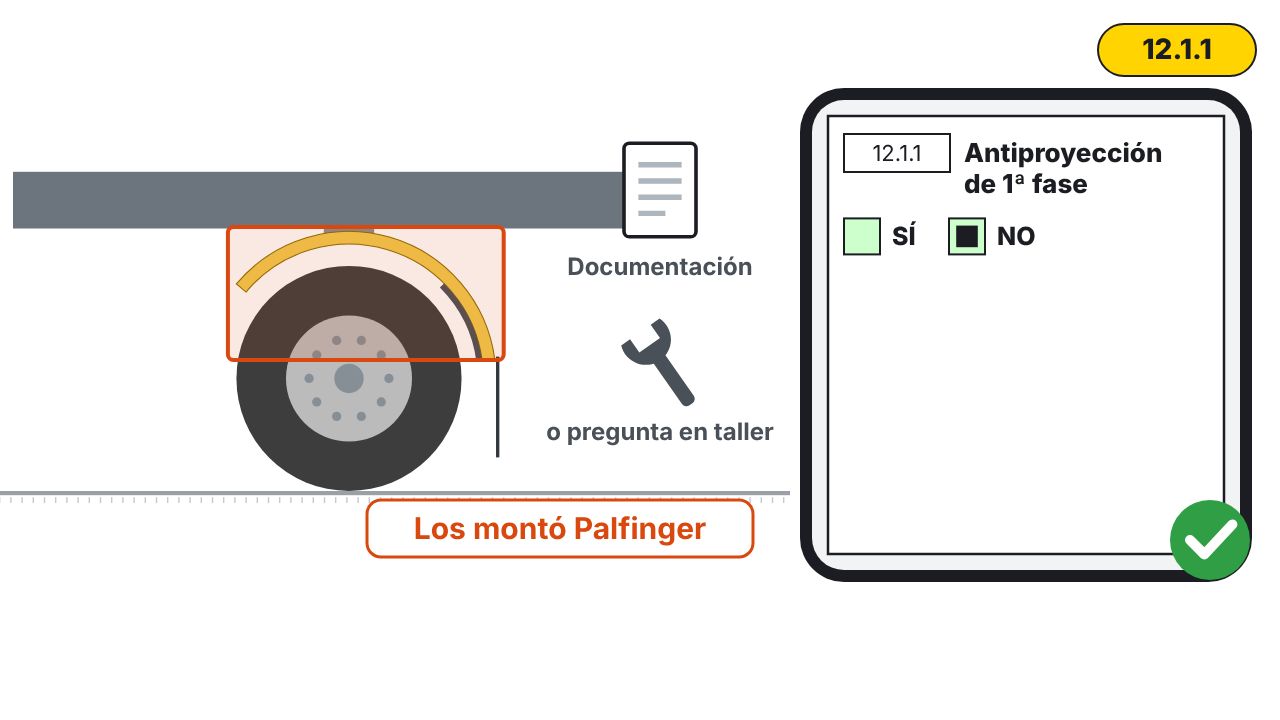 12.1.1
12.1.1
Antiproyección
de 1ª fase
SÍ
NO
Documentación
o pregunta en taller
Los montó Palfinger